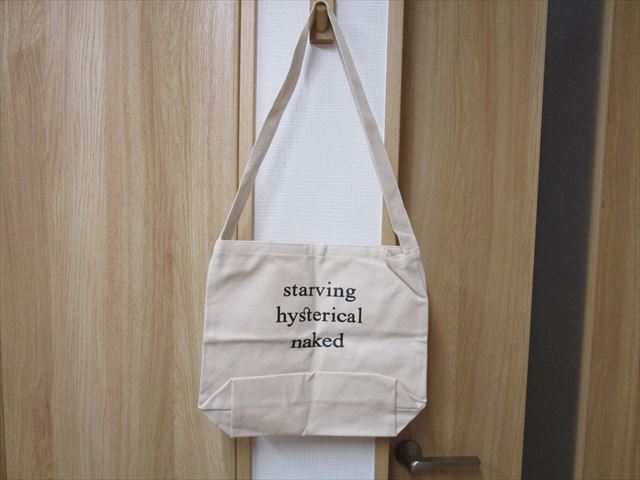 starving
hysterical
naked